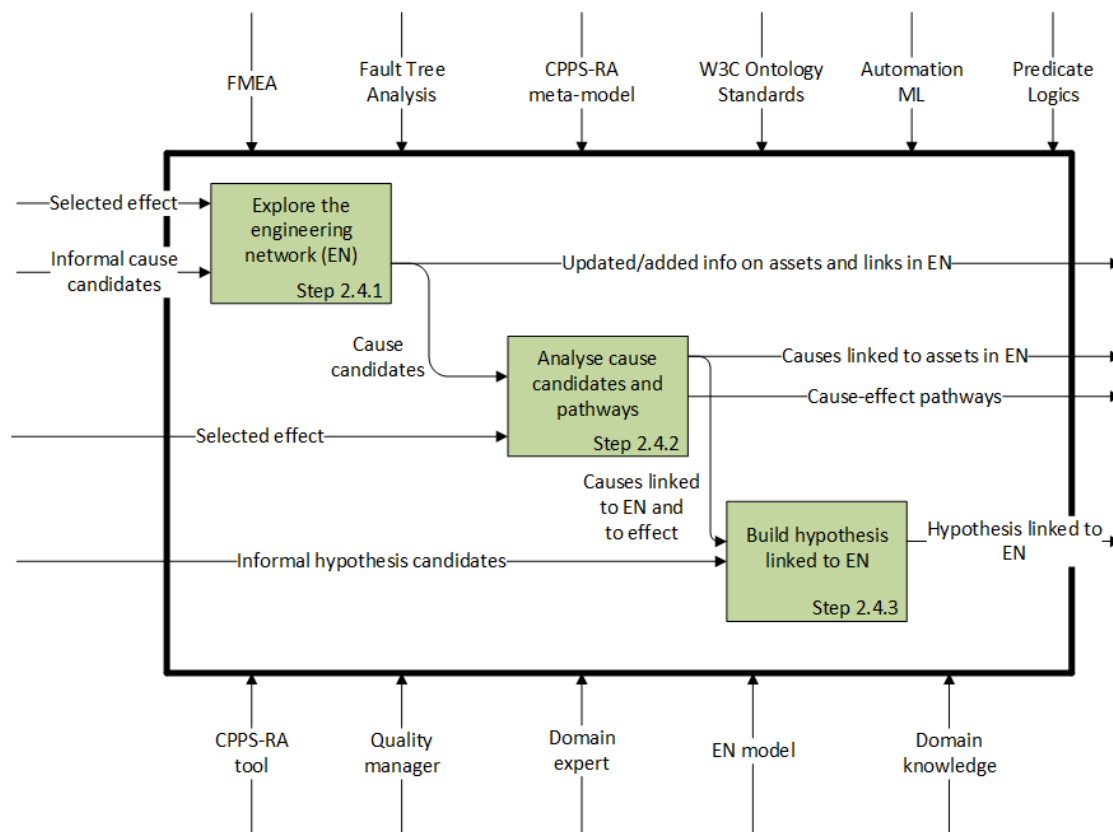 FMEA
Fault Tree
Analysis
CPPS-RA
meta-model
W3C Ontology
Standards
Automation
ML
Predicate
Logics
Selected effect
Informal cause
candidates
Explore the
engineering
network (EN)
Step 2.4.1
Updated/added info on assets and links in EN
Cause
candidates
Analyse cause
candidates and
pathways
Step 2.4.2
Causes linked to assets in EN
Cause-effect pathways
Selected effect
Causes linked
to EN and
to effect
Informal hypothesis candidates
Build hypothesis
linked to EN
Step 2.4.3
Hypothesis linked to
EN
CPPS-RA
tool
Quality
manager
Domain
expert
EN model
Domain
knowledge